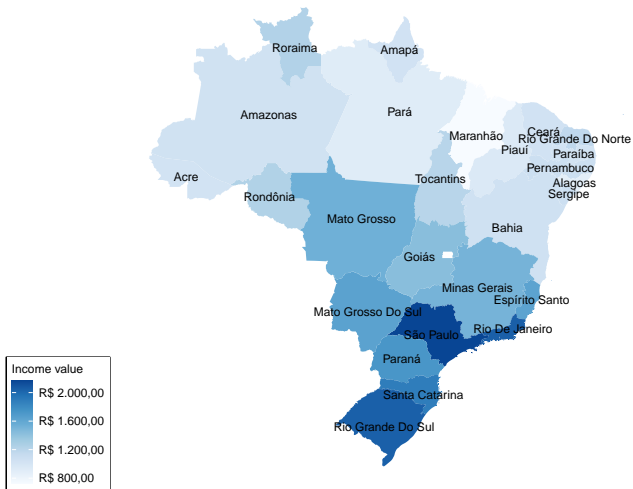 Roraima
Amapá
Amazonas
Pará
Maranhão
Ceará
Rio Grande Do Norte
Piauí
Paraíba
Pernambuco
Acre
Tocantins
Alagoas
Rondônia
Sergipe
Mato Grosso
Bahia
Goiás
Minas Gerais
Espírito Santo
Mato Grosso Do Sul
Rio De Janeiro
São Paulo
Paraná
Income value
R$ 2.000,00
Santa Catarina
R$ 1.600,00
Rio Grande Do Sul
R$ 1.200,00
R$ 800,00